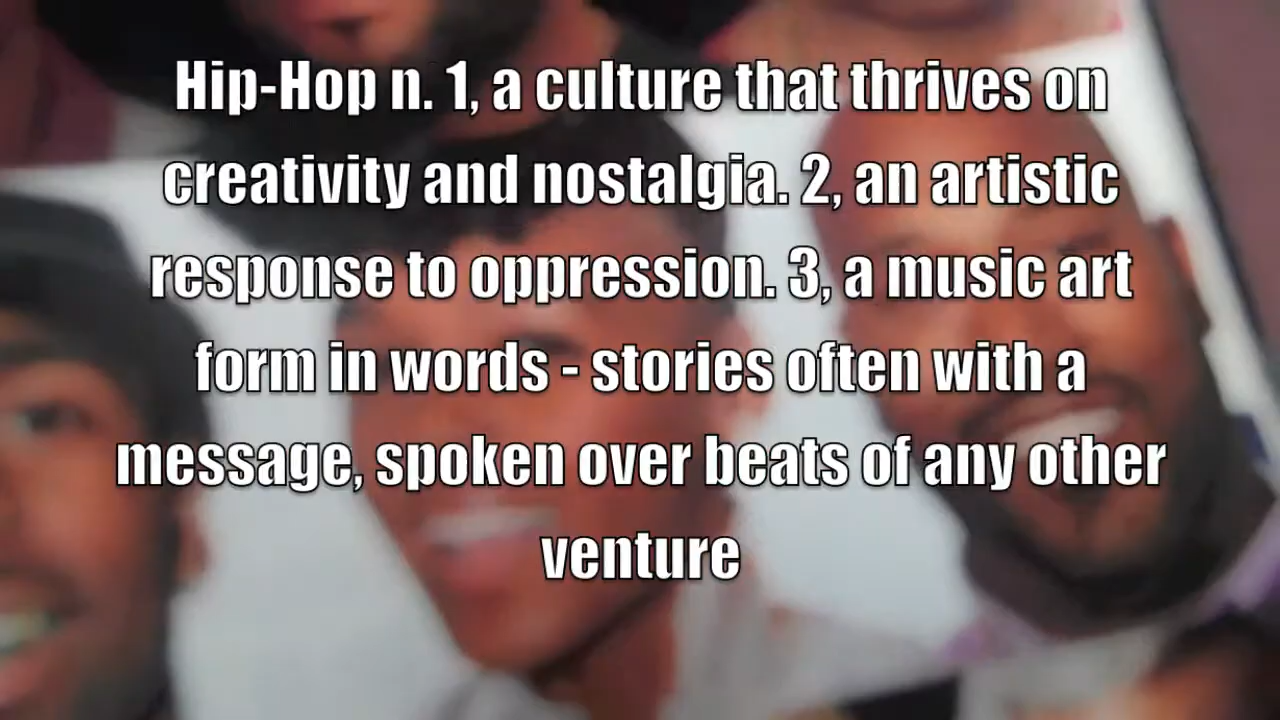 Hip-Hop n. 1, a culture that thrives on
creativity and nostalgia. 2, an artistic
response to oppression. 3, a music art
form in words - stories often with a
message, spoken over beats of any other
venture